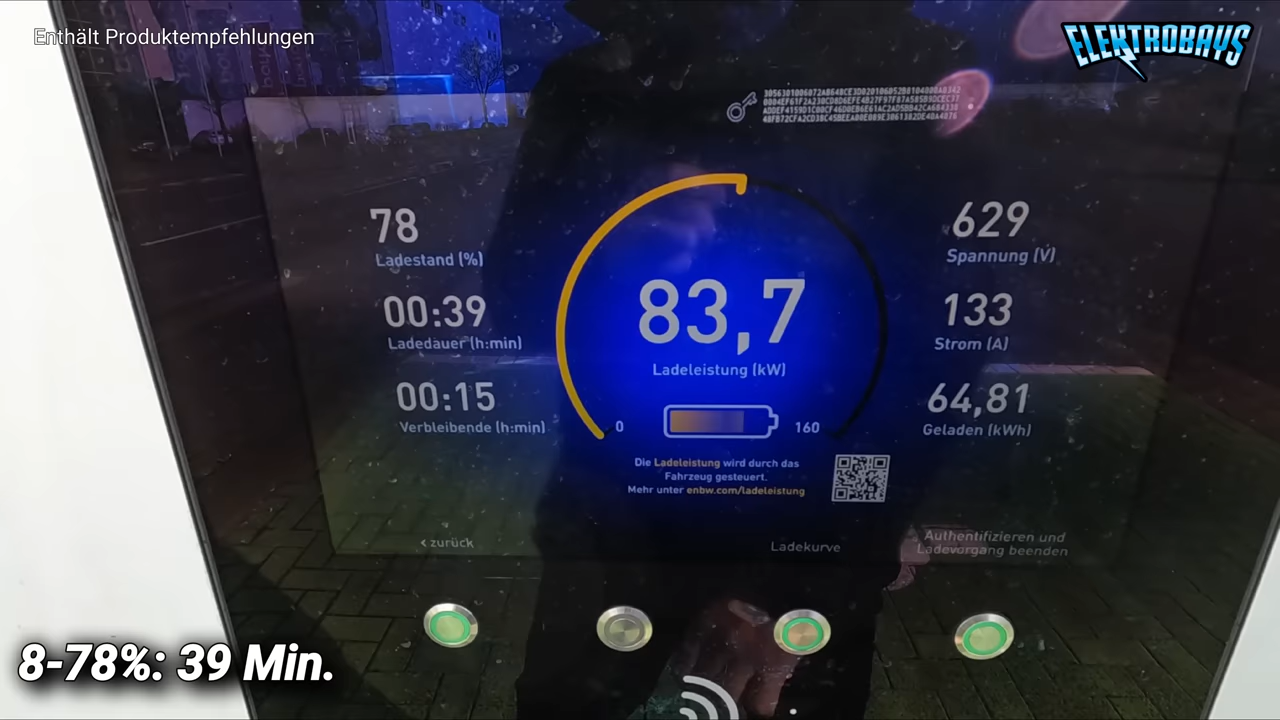 Enthält Produktempfehlungen
ELEKTROBAYS
78
Ladestand (%)
00:39
Ladedauer (h:min)
00:15
Verbleibende (h:min)
83,7
Ladeleistung (kW)
0
160
629
Spannung (V)
133
Strom (A)
64,81
Geladen (kWh)
Die Ladeleistung wird durch das
Fahrzeug gesteuert.
Mehr unter enbw.com/ladeleistung
< zurück
Ladekurve
Authentifizieren und
Ladevorgang beenden
8-78%: 39 Min.